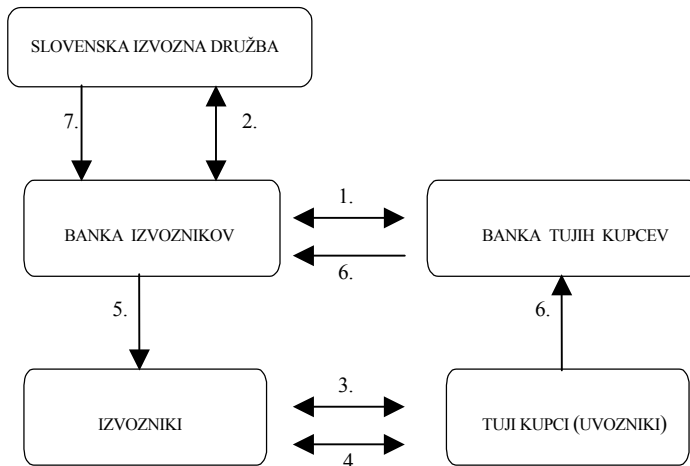 SLOVENSKA IZVOZNA DRUŽBA
7.
2.
BANKA IZVOZNIKOV
1.
BANKA TUJIH KUPCEV
6.
5.
6.
IZVOZNIKI
3.
TUJI KUPCI (UVOZNIKI)
4